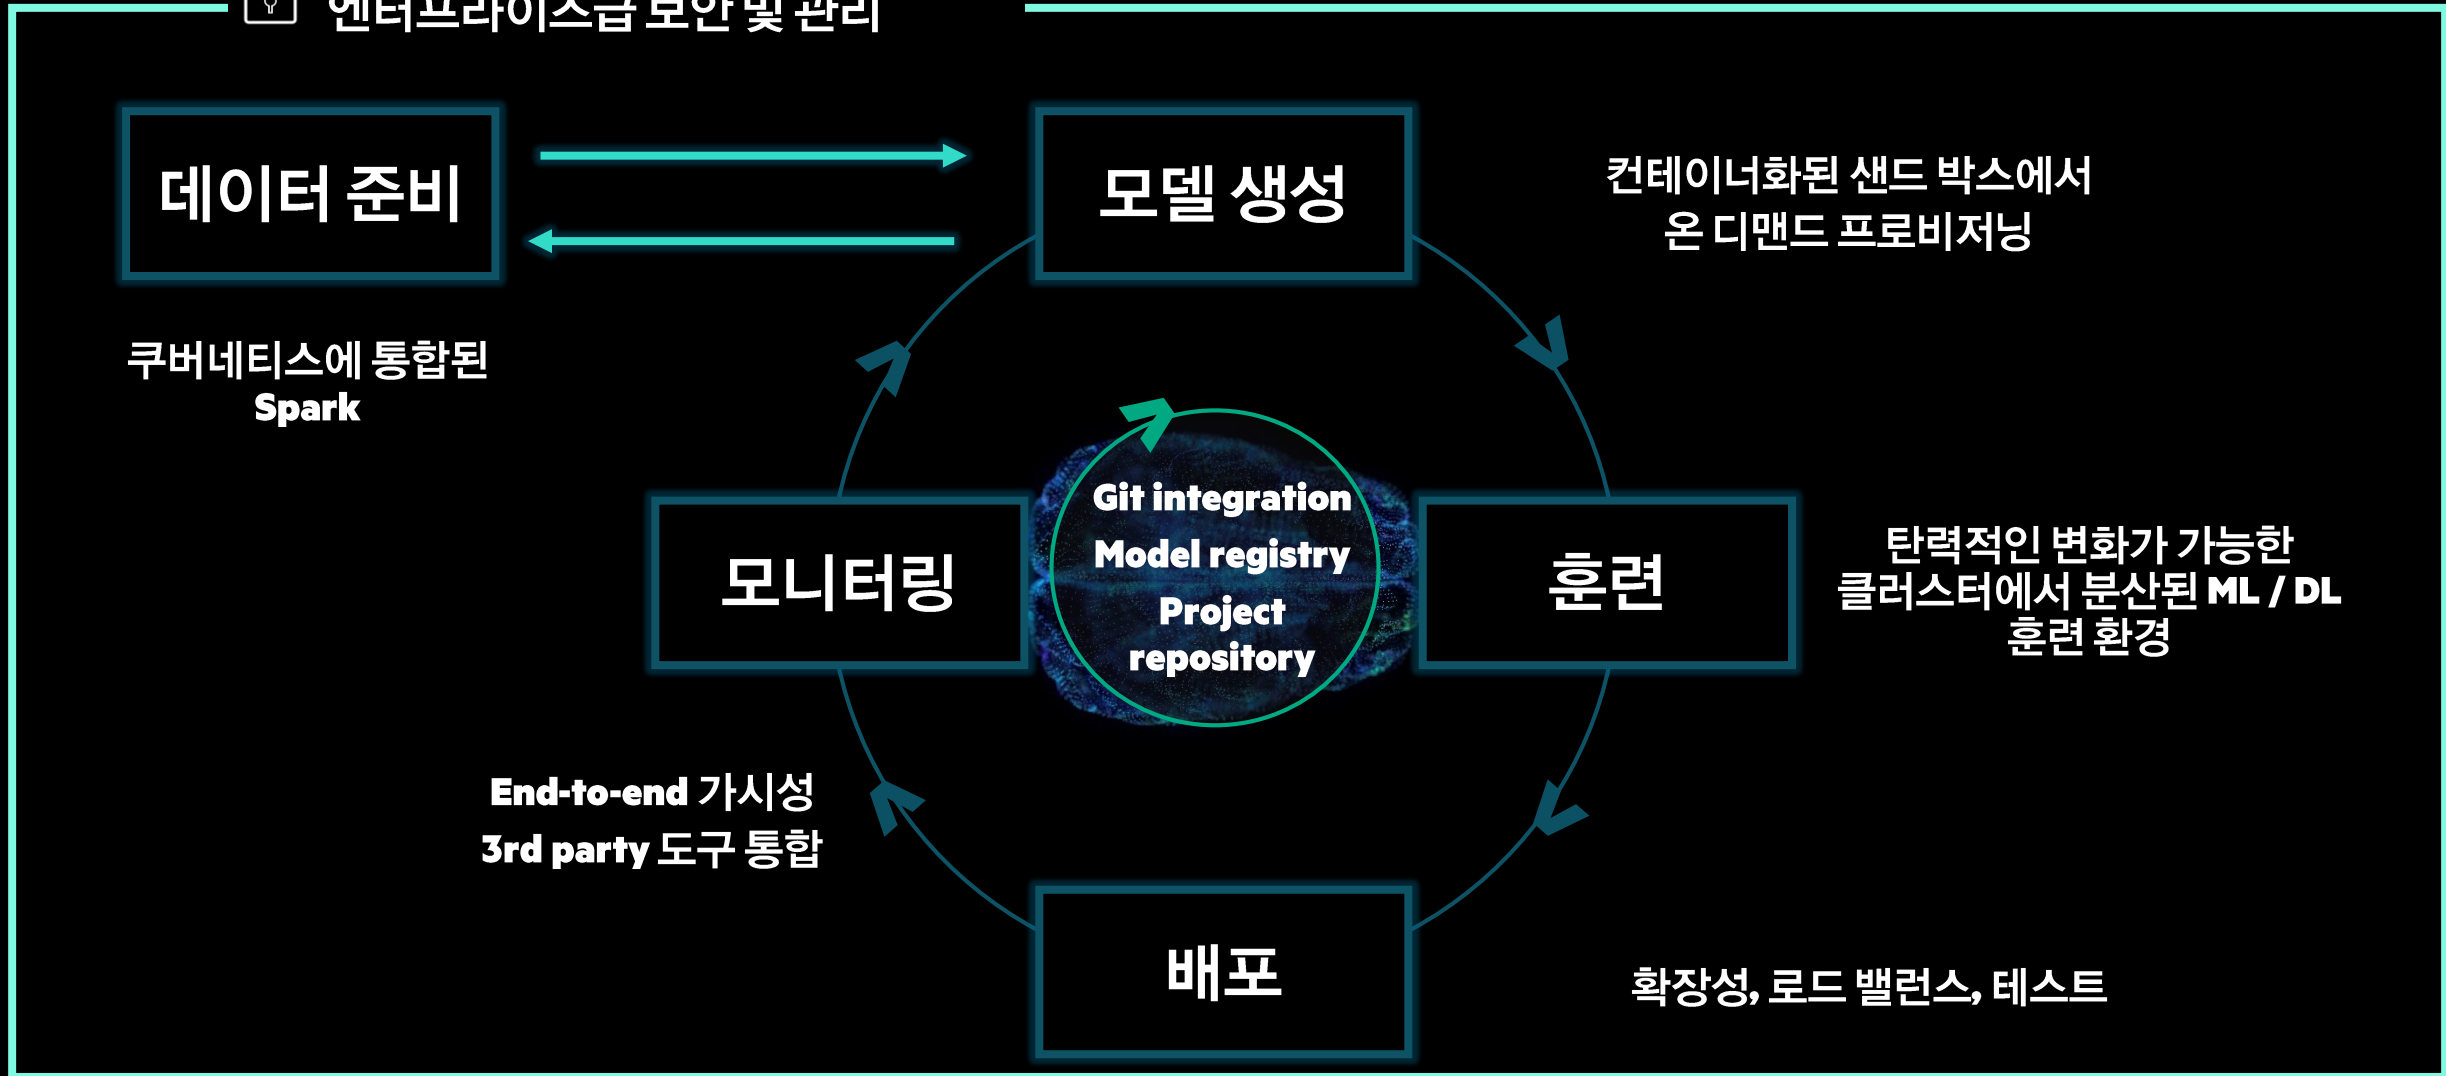 엔터프라이즈급 보안 및 관리
데이터 준비
모델 생성
컨테이너화된 샌드 박스에서
온 디맨드 프로비저닝
쿠버네티스에 통합된
Spark
Git integration
Model registry
Project
repository
모니터링
훈련
탄력적인 변화가 가능한
클러스터에서 분산된 ML / DL
훈련 환경
End-to-end 가시성
3rd party 도구 통합
배포
확장성, 로드 밸런스, 테스트